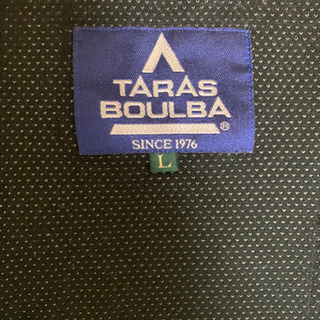 TARAS
BOULBA
®
SINCE 1976
L